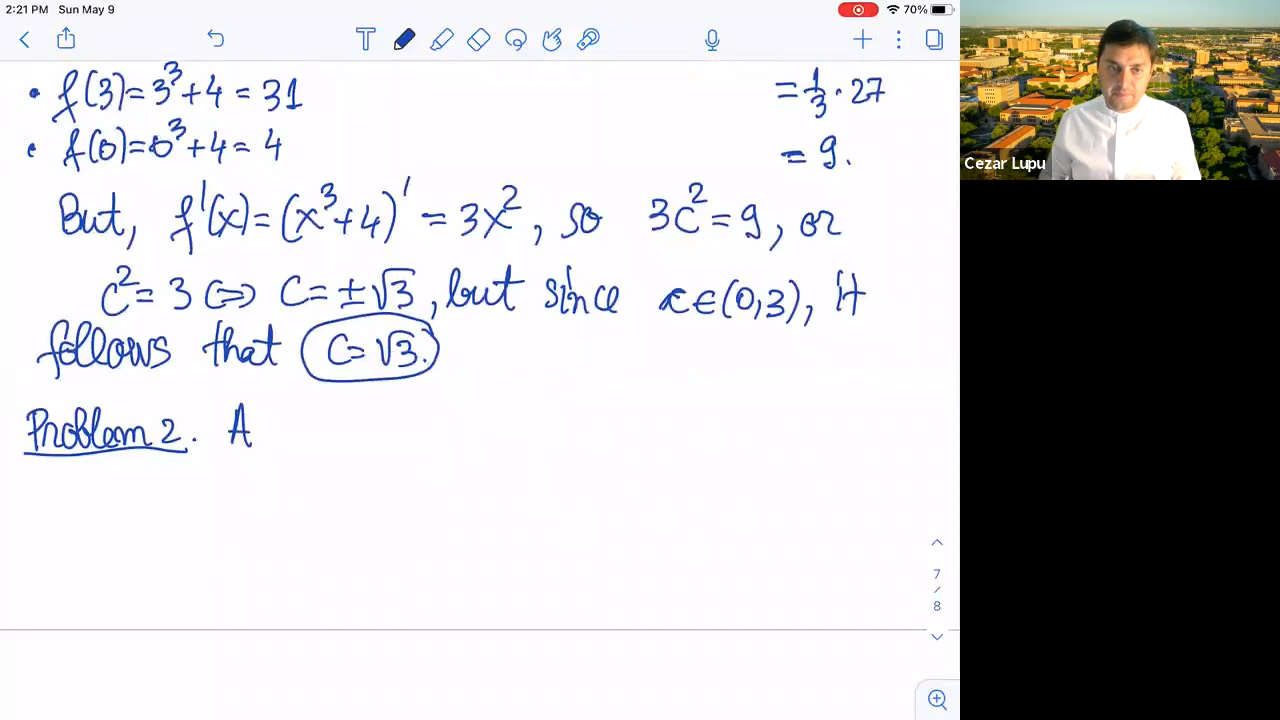 2:21 PM Sun May 9
70%
T
• f(3)=3³+4=31
= 1/3 · 27
• f(0)=0³+4=4
= 9.
But, f'(x)=(x³+4)' = 3x², so 3c²=9, or
c²=3 ⇔ c=±√3, but since c∈(0,3), it
follows that c=√3.
Problem 2. A
7
/
8
Cezar Lupu